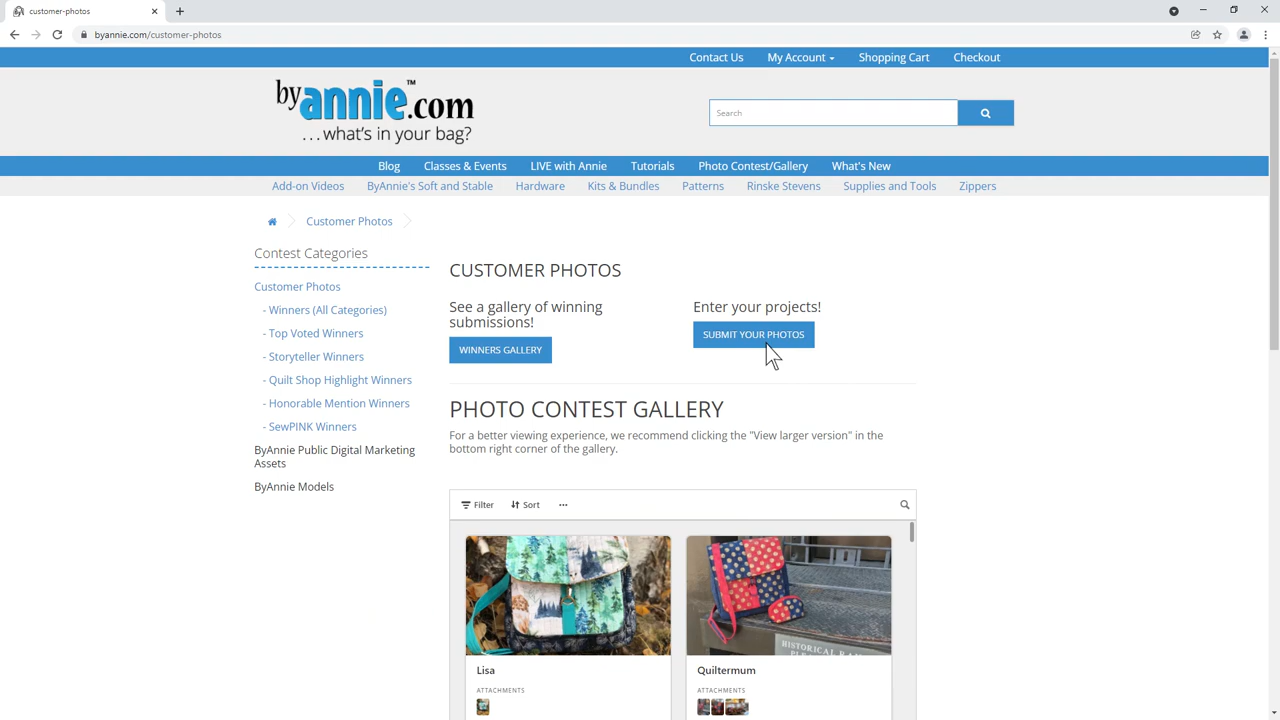 customer-photos
byannie.com/customer-photos
Contact Us My Account Shopping Cart Checkout
byannie.com™
...what's in your bag?
Search
Blog Classes & Events LIVE with Annie Tutorials Photo Contest/Gallery What's New
Add-on Videos ByAnnie's Soft and Stable Hardware Kits & Bundles Patterns Rinske Stevens Supplies and Tools Zippers
Customer Photos
Contest Categories
Customer Photos
- Winners (All Categories)
- Top Voted Winners
- Storyteller Winners
- Quilt Shop Highlight Winners
- Honorable Mention Winners
- SewPINK Winners
ByAnnie Public Digital Marketing
Assets
ByAnnie Models
CUSTOMER PHOTOS
See a gallery of winning
submissions!
WINNERS GALLERY
Enter your projects!
SUBMIT YOUR PHOTOS
PHOTO CONTEST GALLERY
For a better viewing experience, we recommend clicking the "View larger version" in the
bottom right corner of the gallery.
Filter Sort ...
HISTORICAL
Lisa
ATTACHMENTS
Quiltermum
ATTACHMENTS